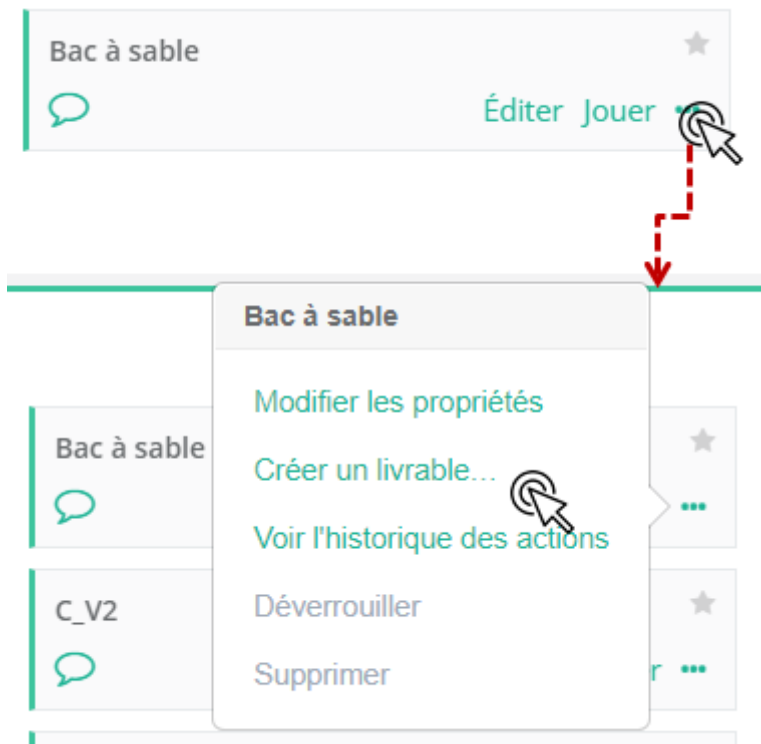 Bac à sable
Éditer Jouer •••
Bac à sable
Modifier les propriétés
Bac à sable
Créer un livrable...
•••
Voir l'historique des actions
C_V2
Déverrouiller
Supprimer
r •••